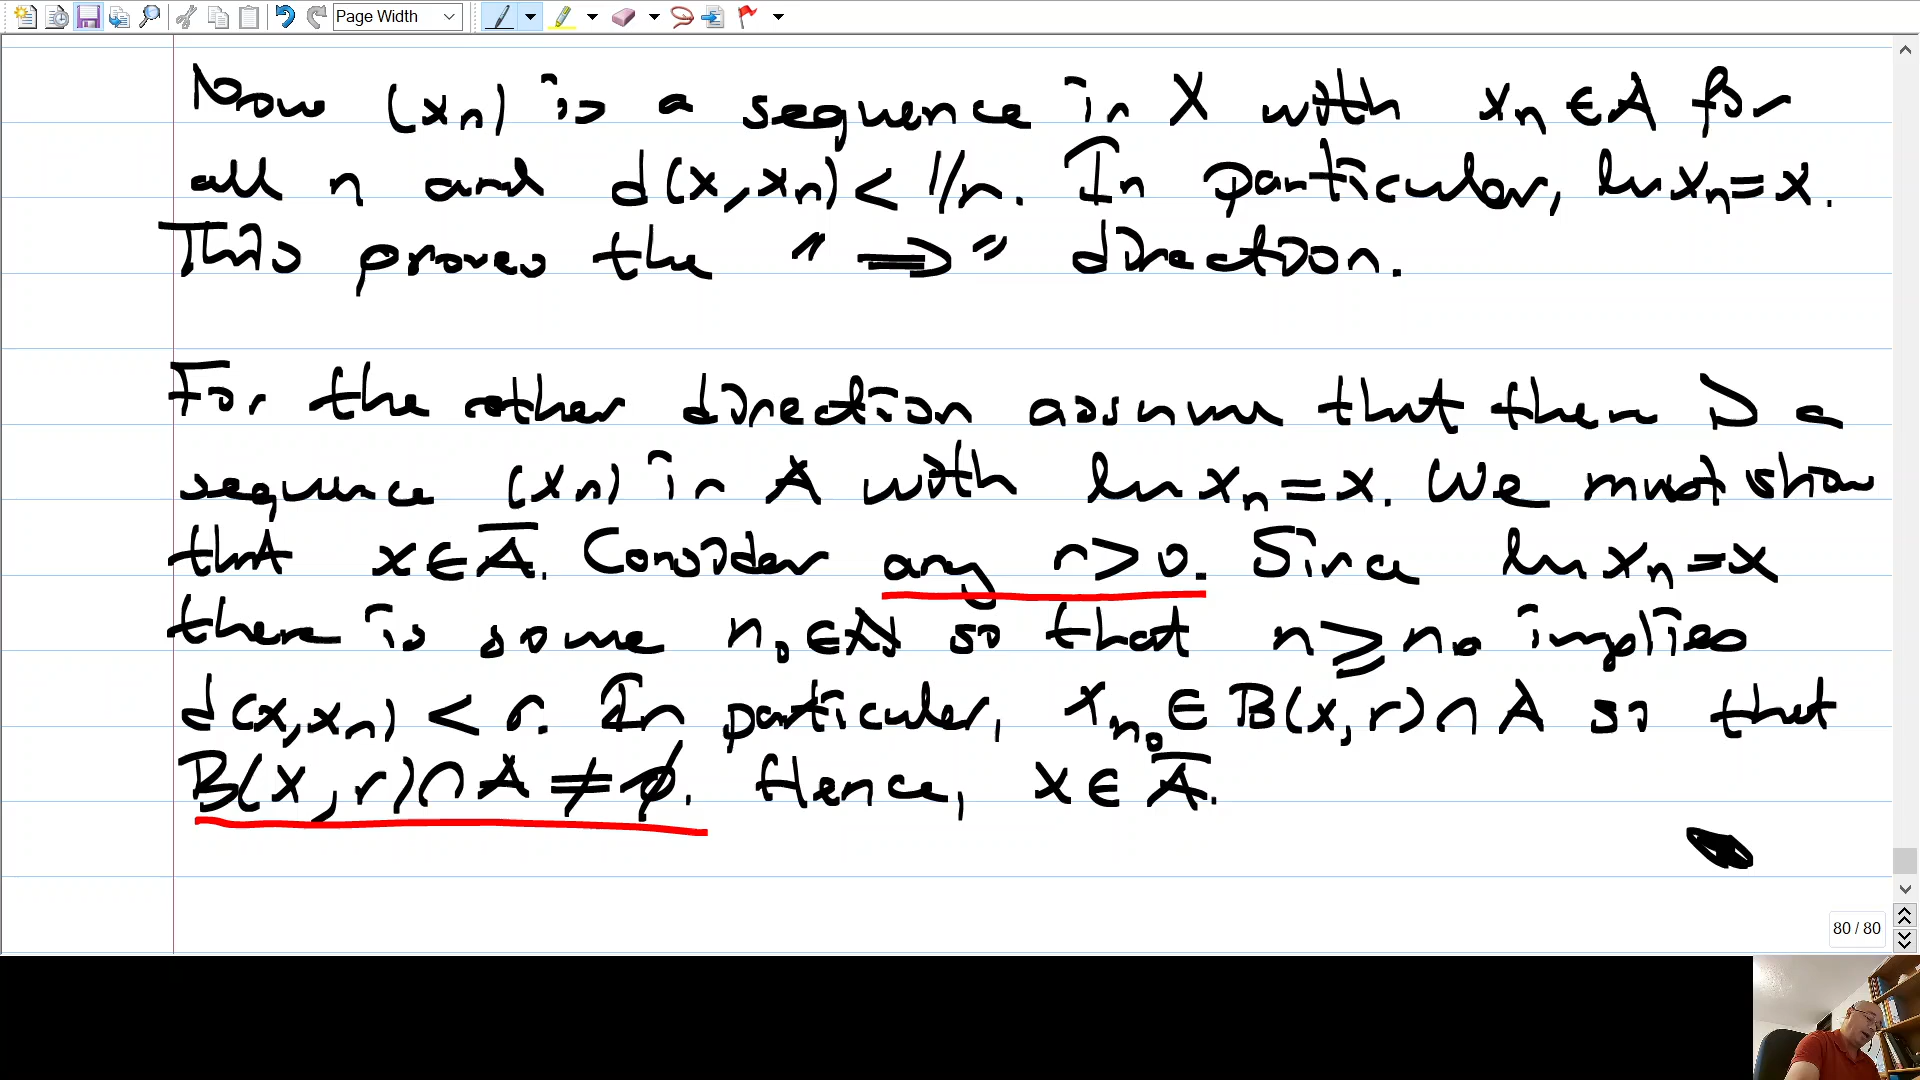 Page Width
Now (xn) is a sequence in X with xn ∈ A for
all n and d(x, xn) < 1/n. In particular, lim xn = x.
This proves the "⟹" direction.
For the other direction assume that there is a
sequence (xn) in A with lim xn = x. We must show
that x ∈ A̅. Consider any r > 0. Since lim xn = x
there is some n₀ ∈ ℕ so that n ≥ n₀ implies
d(x, xn) < r. In particular, xn₀ ∈ B(x, r) ∩ A so that
B(x, r) ∩ A ≠ ∅. Hence, x ∈ A̅.
80 / 80